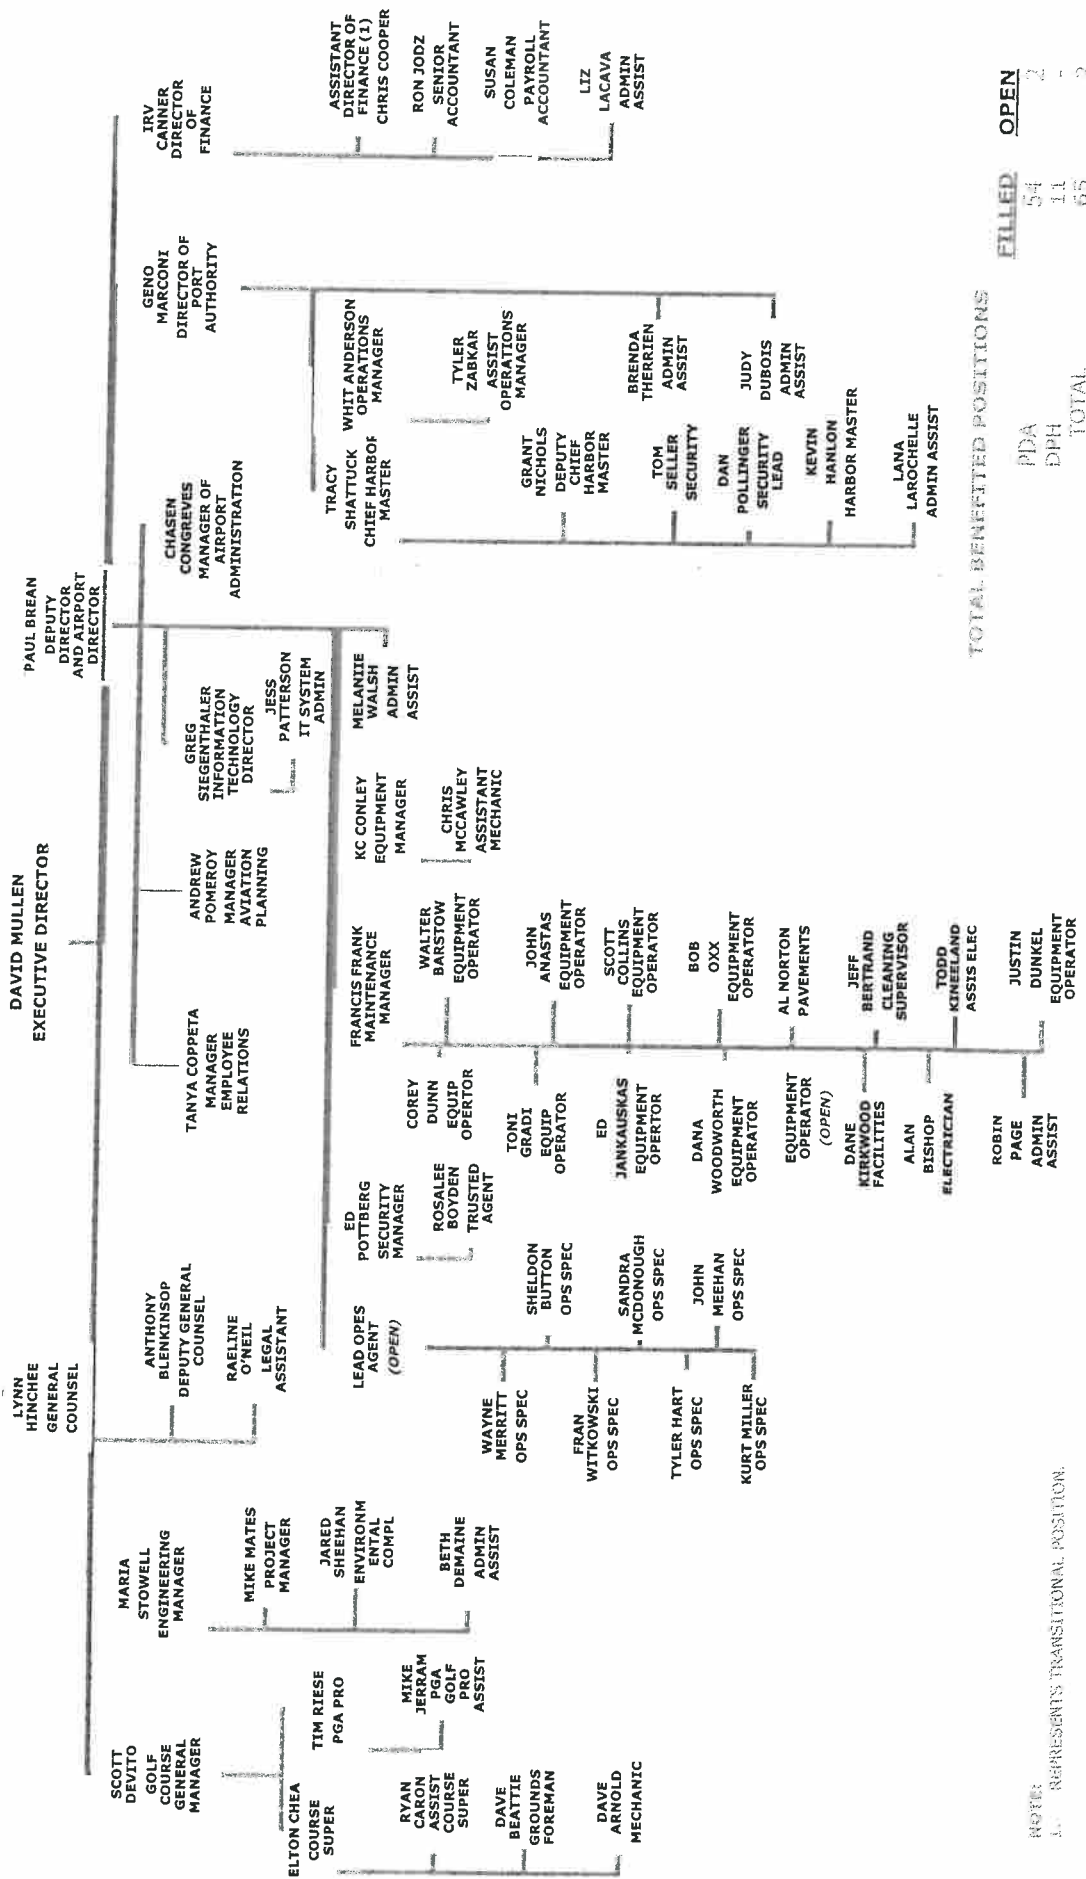 DAVID MULLEN
EXECUTIVE DIRECTOR
LYNN
HINCHEE
GENERAL
COUNSEL
PAUL BREAN
DEPUTY
DIRECTOR
AND AIRPORT
DIRECTOR
SCOTT
DEVITO
GOLF
COURSE
GENERAL
MANAGER
MARIA
STOWELL
ENGINEERING
MANAGER
ANTHONY
BLENKINSOP
DEPUTY GENERAL
COUNSEL
RAELINE
O'NEIL
LEGAL
ASSISTANT
TANYA COPPETA
MANAGER
EMPLOYEE
RELATIONS
ANDREW
POMEROY
MANAGER
AVIATION
PLANNING
GREG
SIEGENTHALER
INFORMATION
TECHNOLOGY
DIRECTOR
JESS
PATTERSON
IT SYSTEM
ADMIN
CHASEN
CONGREVES
MANAGER OF
AIRPORT
ADMINISTRATION
GENO
MARCONI
DIRECTOR OF
PORT
AUTHORITY
IRV
CANNER
DIRECTOR
OF
FINANCE
ELTON CHEA
COURSE
SUPER
TIM RIESE
PGA PRO
MIKE
JERRAM
PGA
GOLF
PRO
ASSIST
RYAN
CARON
ASSIST
COURSE
SUPER
DAVE
BEATTIE
GROUNDS
FOREMAN
DAVE
ARNOLD
MECHANIC
MIKE MATES
PROJECT
MANAGER
JARED
SHEEHAN
ENVIRONM
ENTAL
COMPL
BETH
DEMAINE
ADMIN
ASSIST
LEAD OPES
AGENT
(OPEN)
WAYNE
MERRITT
OPS SPEC
SHELDON
BUTTON
OPS SPEC
FRAN
WITKOWSKI
OPS SPEC
SANDRA
MCDONOUGH
OPS SPEC
TYLER HART
OPS SPEC
JOHN
MEEHAN
OPS SPEC
KURT MILLER
OPS SPEC
ED
POTTBERG
SECURITY
MANAGER
ROSALEE
BOYDEN
TRUSTED
AGENT
FRANCIS FRANK
MAINTENANCE
MANAGER
COREY
DUNN
EQUIP
OPERTOR
WALTER
BARSTOW
EQUIPMENT
OPERATOR
TONI
GRADI
EQUIP
OPERATOR
JOHN
ANASTAS
EQUIPMENT
OPERATOR
ED
JANKAUSKAS
EQUIPMENT
OPERTOR
SCOTT
COLLINS
EQUIPMENT
OPERATOR
DANA
WOODWORTH
EQUIPMENT
OPERATOR
BOB
OXX
EQUIPMENT
OPERATOR
EQUIPMENT
OPERATOR
(OPEN)
AL NORTON
PAVEMENTS
DANE
KIRKWOOD
FACILITIES
JEFF
BERTRAND
CLEANING
SUPERVISOR
ALAN
BISHOP
ELECTRICIAN
TODD
KINEELAND
ASSIS ELEC
ROBIN
PAGE
ADMIN
ASSIST
JUSTIN
DUNKEL
EQUIPMENT
OPERATOR
KC CONLEY
EQUIPMENT
MANAGER
CHRIS
MCCAWLEY
ASSISTANT
MECHANIC
MELANIIE
WALSH
ADMIN
ASSIST
TRACY
SHATTUCK
CHIEF HARBOR
MASTER
WHIT ANDERSON
OPERATIONS
MANAGER
TYLER
ZABKAR
ASSIST
OPERATIONS
MANAGER
GRANT
NICHOLS
DEPUTY
CHIEF
HARBOR
MASTER
TOM
SELLER
SECURITY
DAN
POLLINGER
SECURITY
LEAD
KEVIN
HANLON
HARBOR MASTER
LANA
LAROCHELLE
ADMIN ASSIST
BRENDA
THERRIEN
ADMIN
ASSIST
JUDY
DUBOIS
ADMIN
ASSIST
ASSISTANT
DIRECTOR OF
FINANCE (1)
CHRIS COOPER
RON JODZ
SENIOR
ACCOUNTANT
SUSAN
COLEMAN
PAYROLL
ACCOUNTANT
LIZ
LACAVA
ADMIN
ASSIST
TOTAL BENEFITED POSITIONS
FILLED OPEN
PDA 54 2
DPH 11 -
TOTAL 65 2
NOTE:
1. REPRESENTS TRANSITIONAL POSITION.